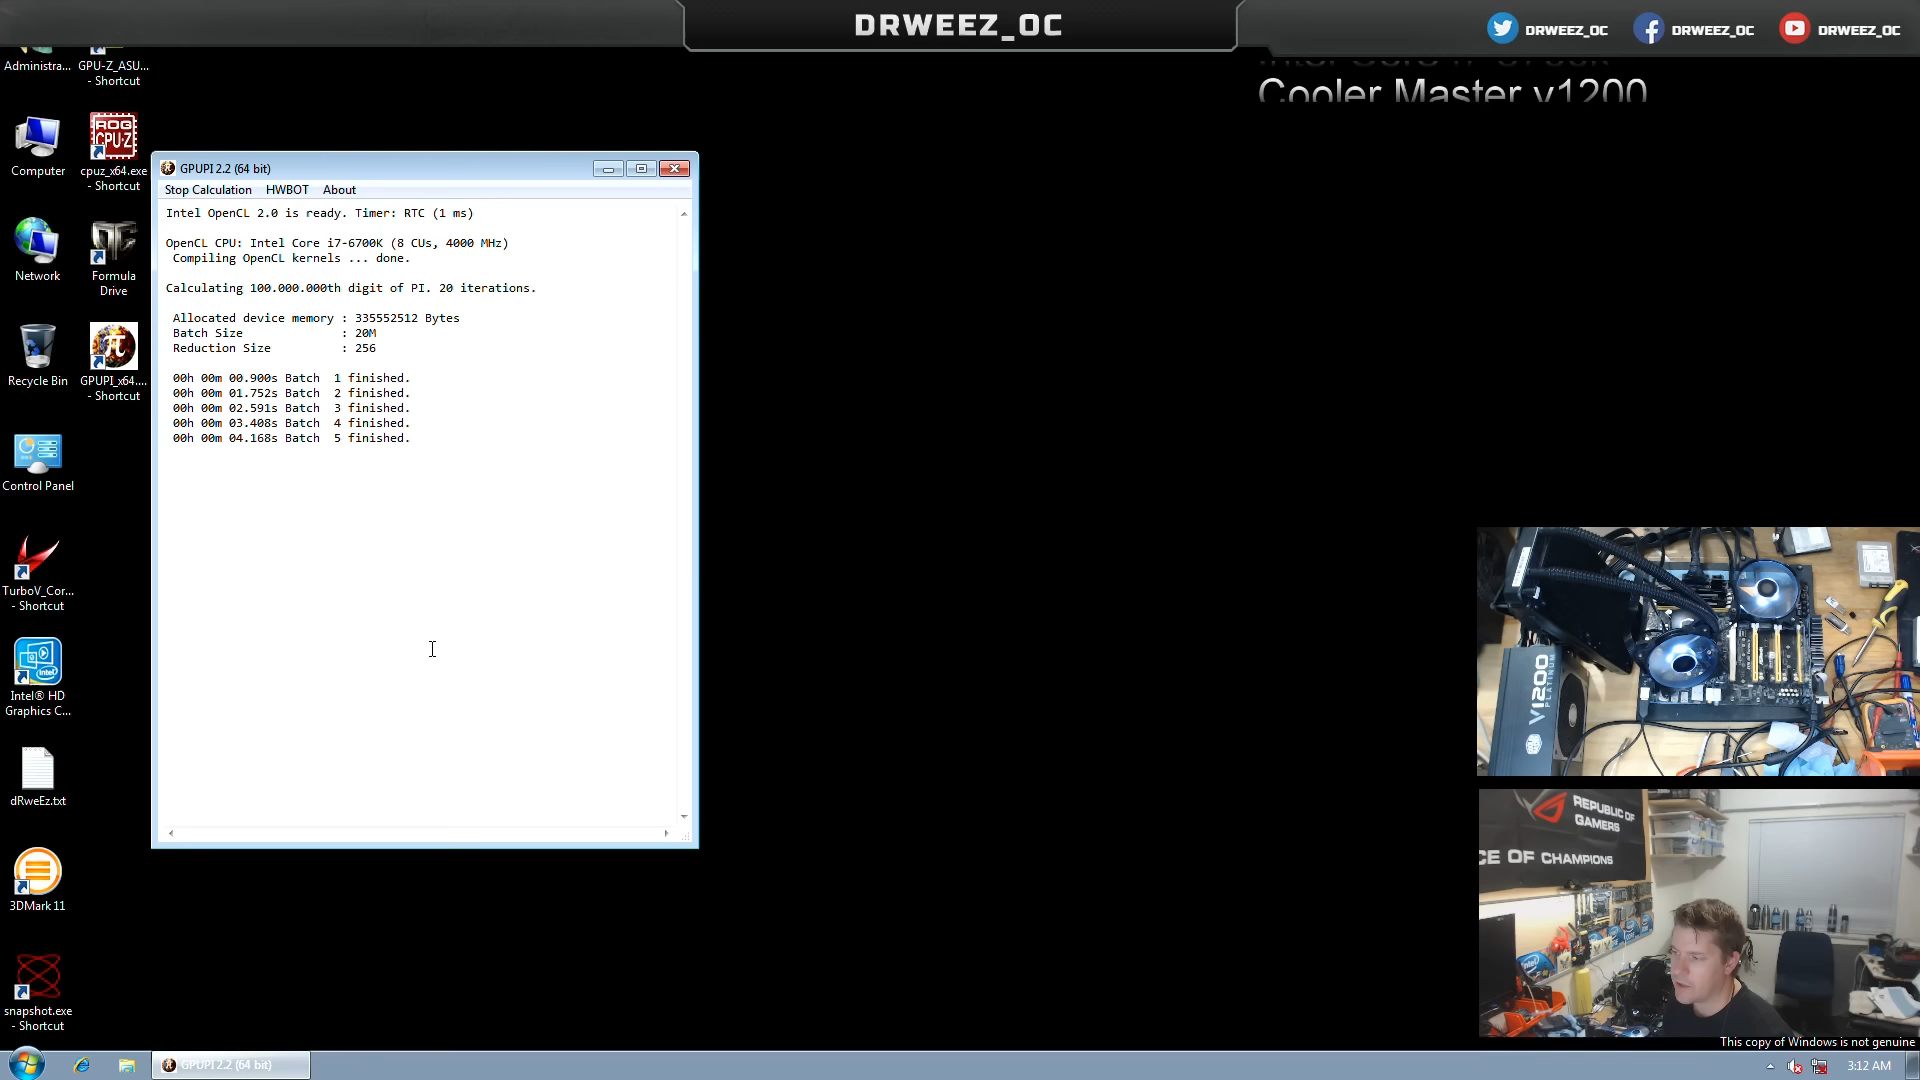 DRWEEZ_OC
DRWEEZ_OC
DRWEEZ_OC
DRWEEZ_OC
Cooler Master v1200
Administra...
GPU-Z_ASU...
- Shortcut
Computer
ROG
CPU-Z
cpuz_x64.exe
- Shortcut
Network
Formula
Drive
Recycle Bin
GPUPI_x64....
- Shortcut
Control Panel
TurboV_Cor...
- Shortcut
Intel® HD
Graphics C...
dRweEz.txt
3DMark 11
snapshot.exe
- Shortcut
GPUPI 2.2 (64 bit)
Stop Calculation HWBOT About
Intel OpenCL 2.0 is ready. Timer: RTC (1 ms)
OpenCL CPU: Intel Core i7-6700K (8 CUs, 4000 MHz)
Compiling OpenCL kernels ... done.
Calculating 100.000.000th digit of PI. 20 iterations.
Allocated device memory : 335552512 Bytes
Batch Size : 20M
Reduction Size : 256
00h 00m 00.900s Batch 1 finished.
00h 00m 01.752s Batch 2 finished.
00h 00m 02.591s Batch 3 finished.
00h 00m 03.408s Batch 4 finished.
00h 00m 04.168s Batch 5 finished.
V1200
PLATINUM
REPUBLIC OF
GAMERS
CE OF CHAMPIONS
This copy of Windows is not genuine
GPUPI 2.2 (64 bit)
3:12 AM